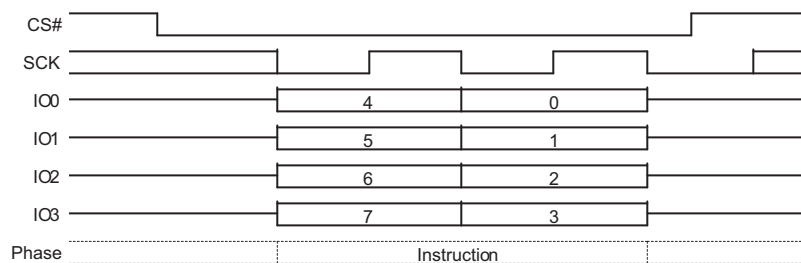 CS#
SCK
IO0 4 0
IO1 5 1
IO2 6 2
IO3 7 3
Phase Instruction